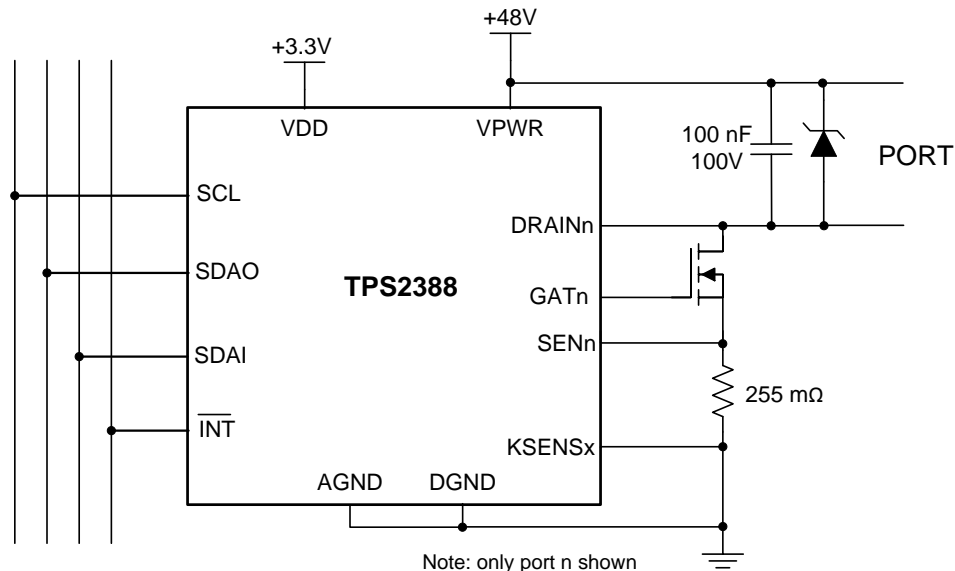 +48V
+3.3V
VDD
VPWR
100 nF
100V
PORT
SCL
DRAINn
SDAO
TPS2388
GATn
SENn
SDAI
255 mΩ
INT
KSENSx
AGND
DGND
Note: only port n shown